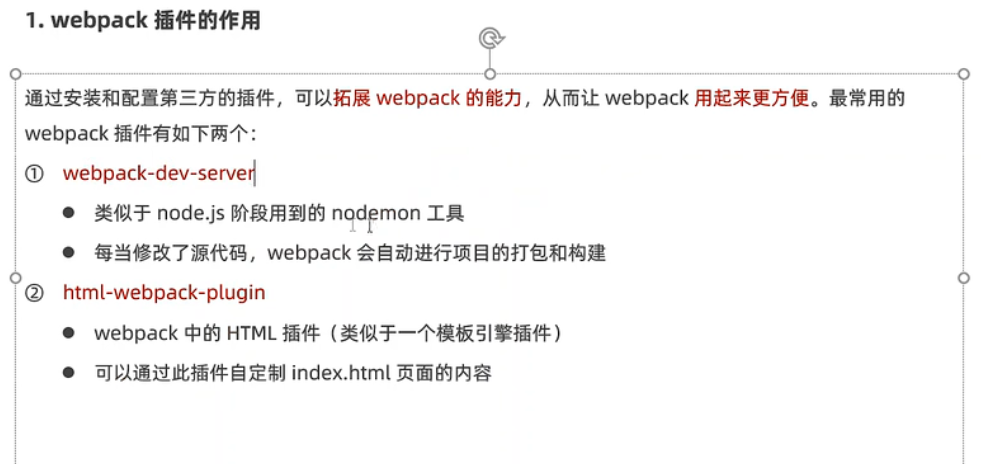 1. webpack 插件的作用
通过安装和配置第三方的插件，可以拓展 webpack 的能力，从而让 webpack 用起来更方便。最常用的
webpack 插件有如下两个：
① webpack-dev-server
● 类似于 node.js 阶段用到的 nodemon 工具
● 每当修改了源代码，webpack 会自动进行项目的打包和构建
② html-webpack-plugin
● webpack 中的 HTML 插件（类似于一个模板引擎插件）
● 可以通过此插件自定制 index.html 页面的内容